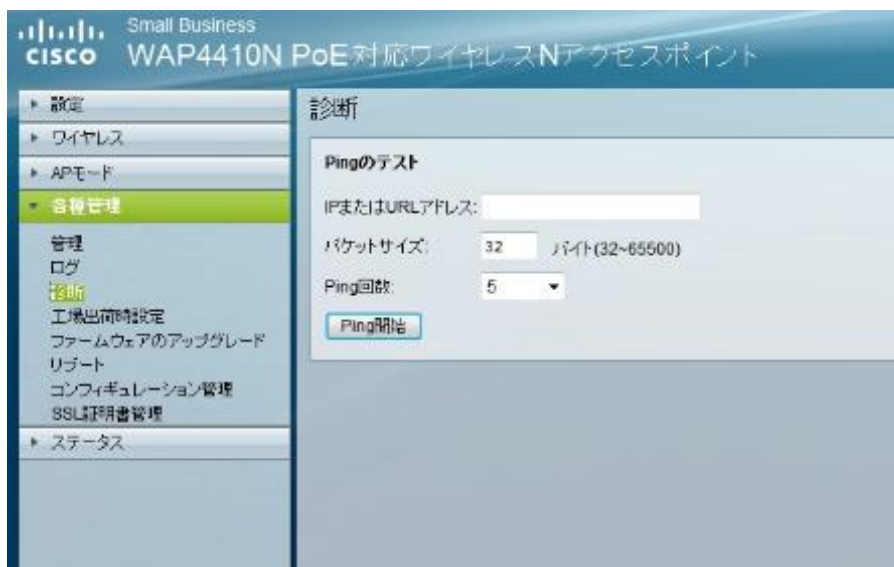 Small Business
CISCO WAP4410N PoE対応ワイヤレスNアクセスポイント
設定
ワイヤレス
APモード
各種管理
管理
ログ
診断
工場出荷時設定
ファームウェアのアップグレード
リブート
コンフィギュレーション管理
SSL証明書管理
ステータス
診断
Pingのテスト
IPまたはURLアドレス:
パケットサイズ: 32 バイト(32~65500)
Ping回数: 5
Ping開始